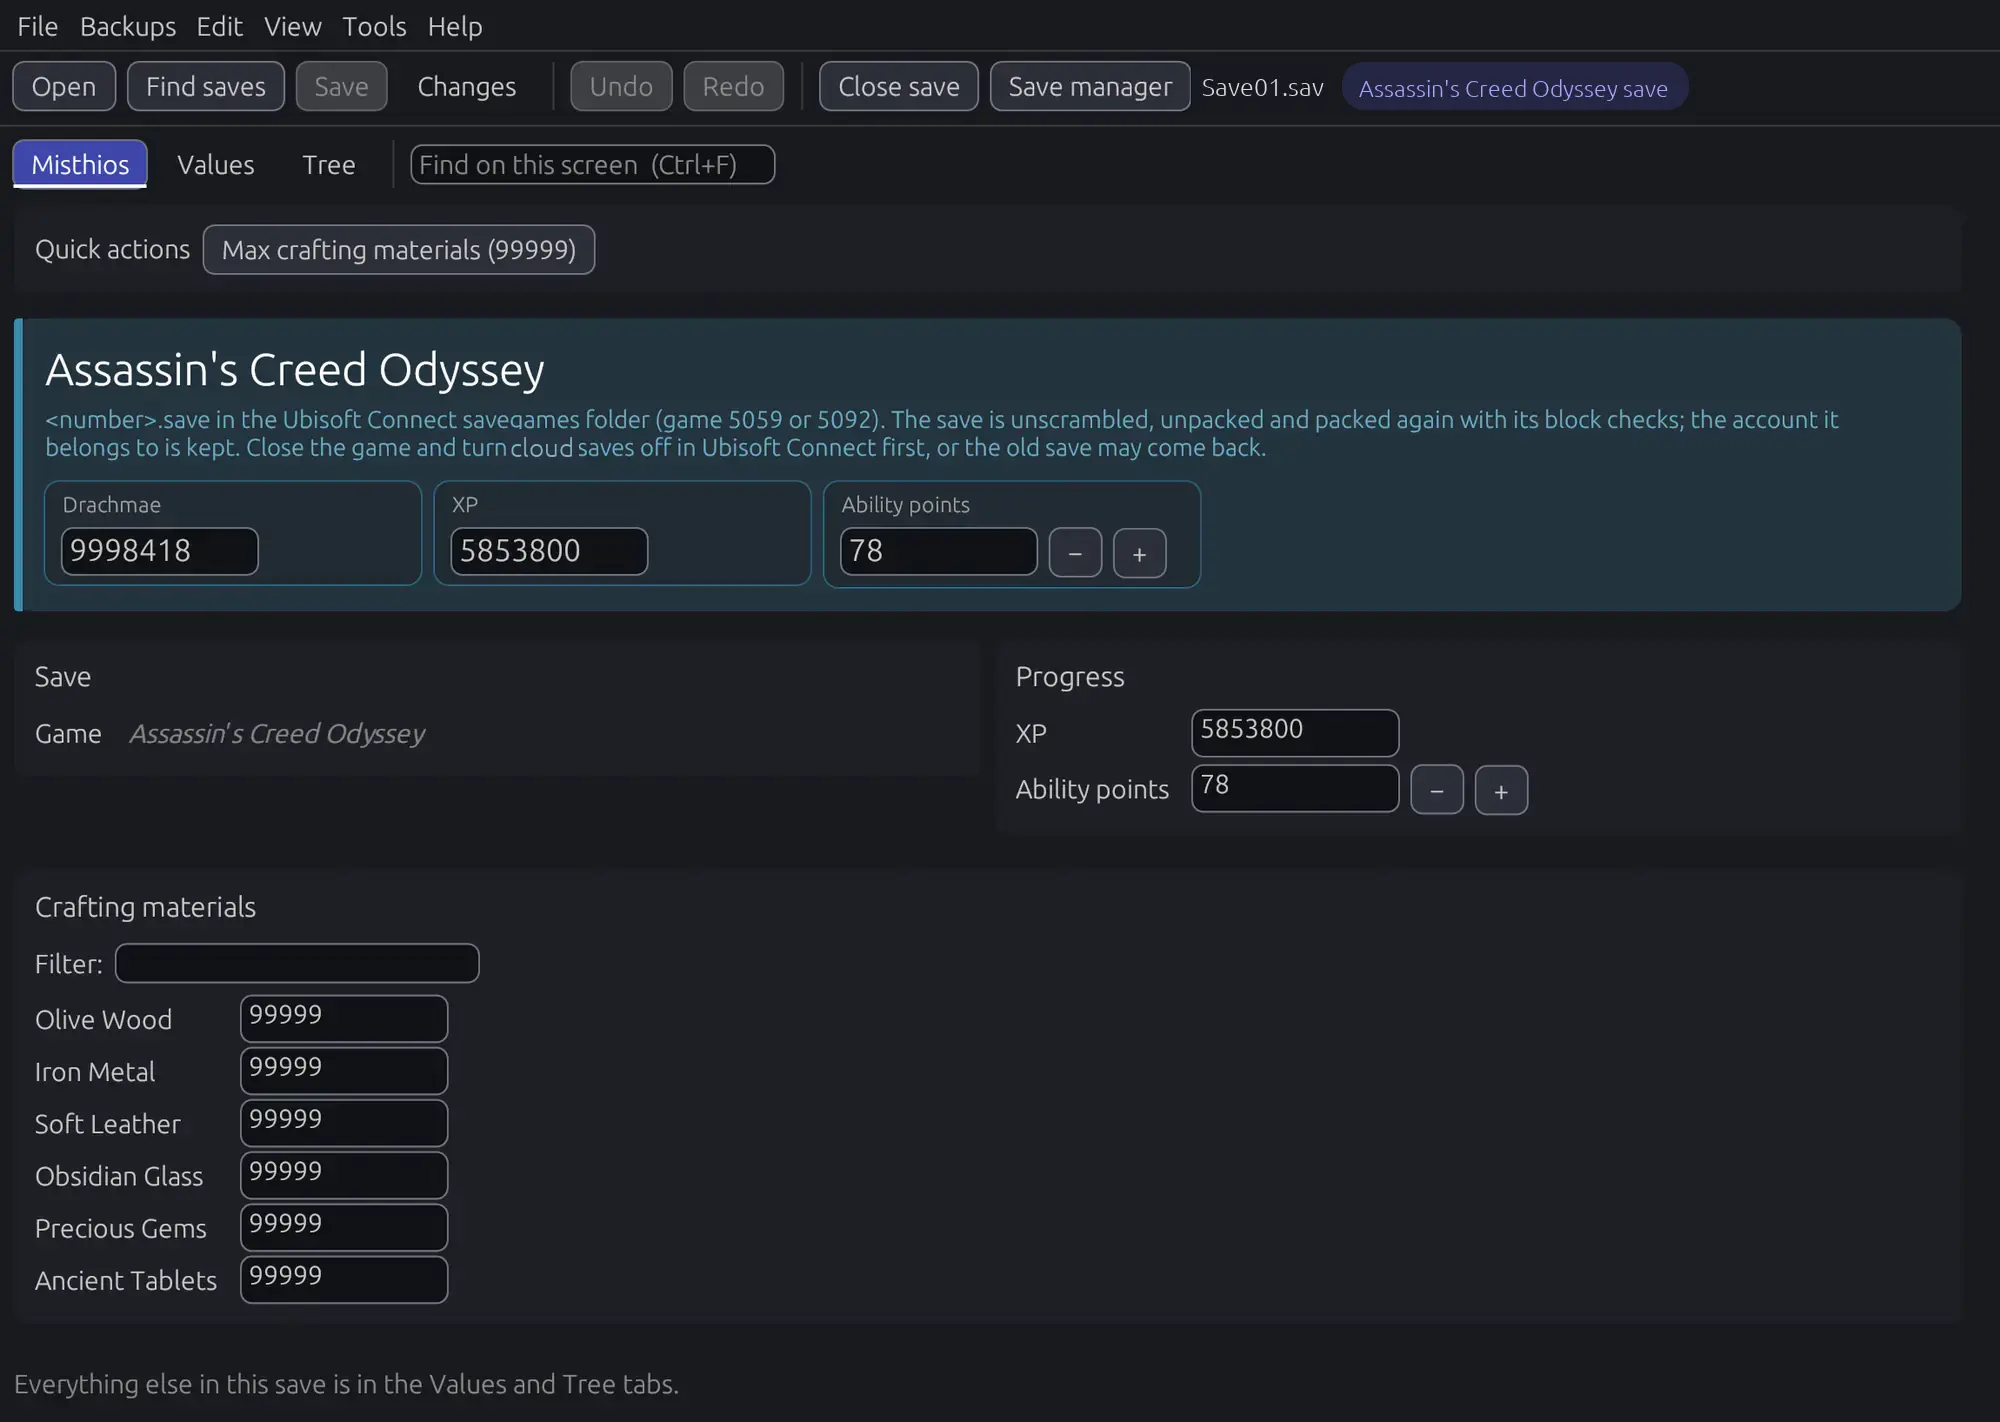 File Backups Edit View Tools Help
Open Find saves Save Changes Undo Redo Close save Save manager Save01.sav Assassin's Creed Odyssey save
Misthios Values Tree Find on this screen (Ctrl+F)
Quick actions Max crafting materials (99999)
Assassin's Creed Odyssey
<number>.save in the Ubisoft Connect savegames folder (game 5059 or 5092). The save is unscrambled, unpacked and packed again with its block checks; the account it
belongs to is kept. Close the game and turn cloud saves off in Ubisoft Connect first, or the old save may come back.
Drachmae XP Ability points
9998418 5853800 78 – +
Save
Game Assassin's Creed Odyssey
Progress
XP 5853800
Ability points 78 – +
Crafting materials
Filter:
Olive Wood 99999
Iron Metal 99999
Soft Leather 99999
Obsidian Glass 99999
Precious Gems 99999
Ancient Tablets 99999
Everything else in this save is in the Values and Tree tabs.